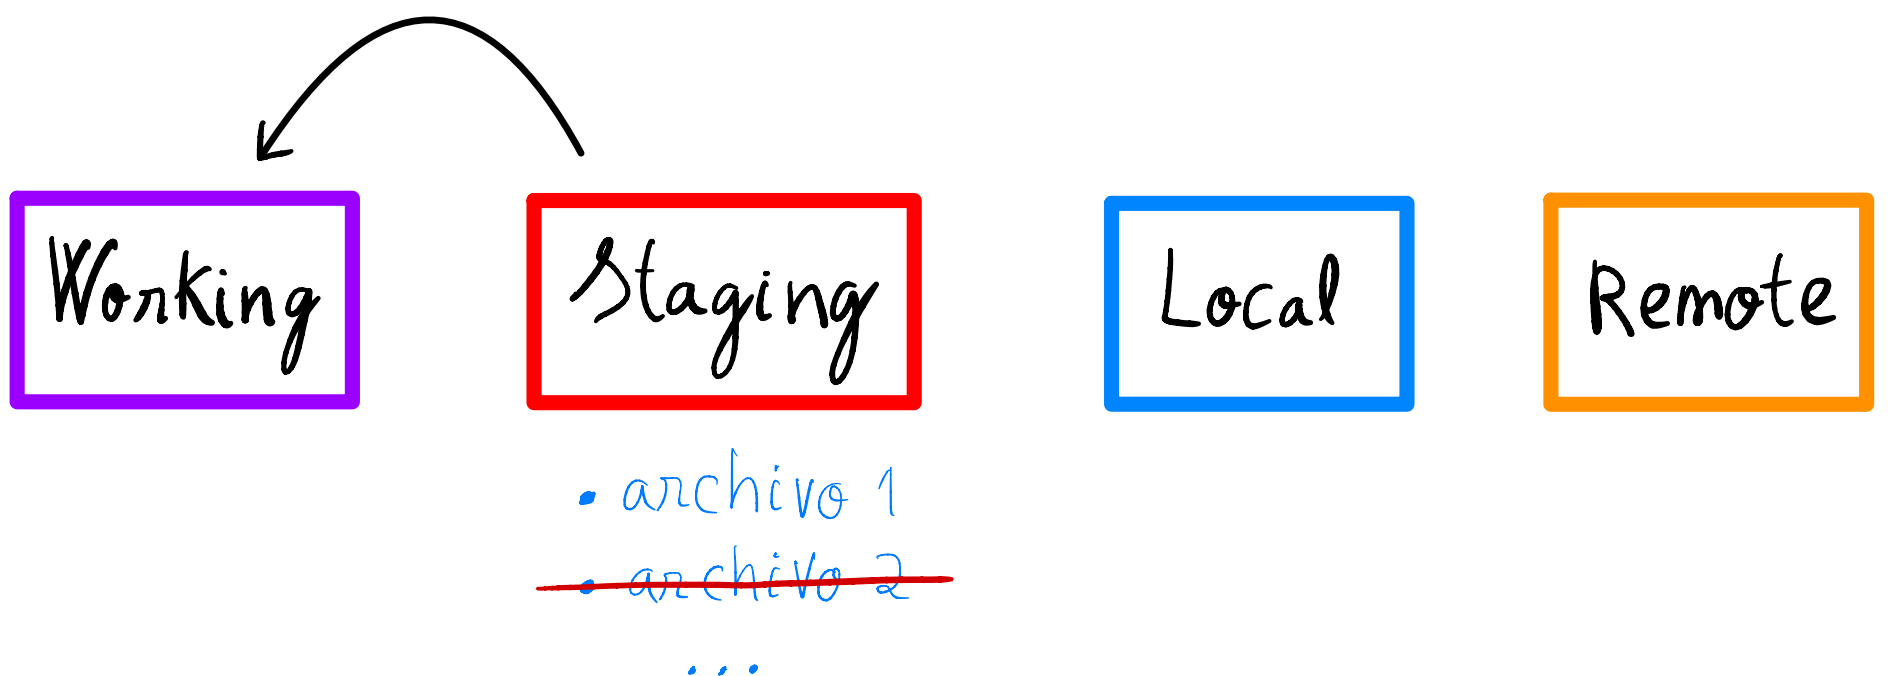 Working
Staging
Local
Remote
• archivo 1
• archivo 2
...